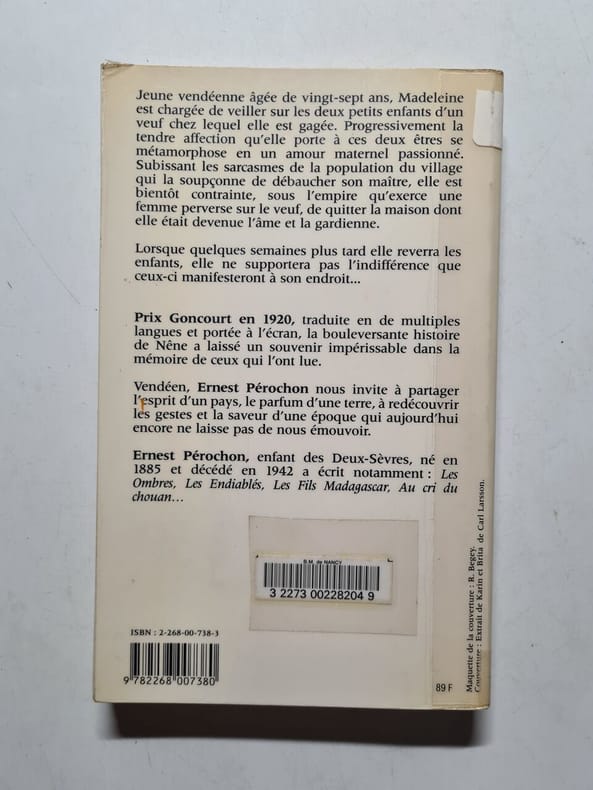 Jeune vendéenne âgée de vingt-sept ans, Madeleine
est chargée de veiller sur les deux petits enfants d'un
veuf chez lequel elle est gagée. Progressivement la
tendre affection qu'elle porte à ces deux êtres se
métamorphose en un amour maternel passionné.
Subissant les sarcasmes de la population du village
qui la soupçonne de débaucher son maître, elle est
bientôt contrainte, sous l'empire qu'exerce une
femme perverse sur le veuf, de quitter la maison dont
elle était devenue l'âme et la gardienne.
Lorsque quelques semaines plus tard elle reverra les
enfants, elle ne supportera pas l'indifférence que
ceux-ci manifesteront à son endroit...
Prix Goncourt en 1920, traduite en de multiples
langues et portée à l'écran, la bouleversante histoire
de Nêne a laissé un souvenir impérissable dans la
mémoire de ceux qui l'ont lue.
Vendéen, Ernest Pérochon nous invite à partager
l'esprit d'un pays, le parfum d'une terre, à redécouvrir
les gestes et la saveur d'une époque qui aujourd'hui
encore ne laisse pas de nous émouvoir.
Ernest Pérochon, enfant des Deux-Sèvres, né en
1885 et décédé en 1942 a écrit notamment : Les
Ombres, Les Endiablés, Les Fils Madagascar, Au cri du
chouan...
B.M. de NANCY
3 2273 00228204 9
ISBN : 2-268-00-738-3
9 782268 007380
89 F
Maquette de la couverture : R. Begey.
Couverture : Extrait de Karin et Brita de Carl Larsson.